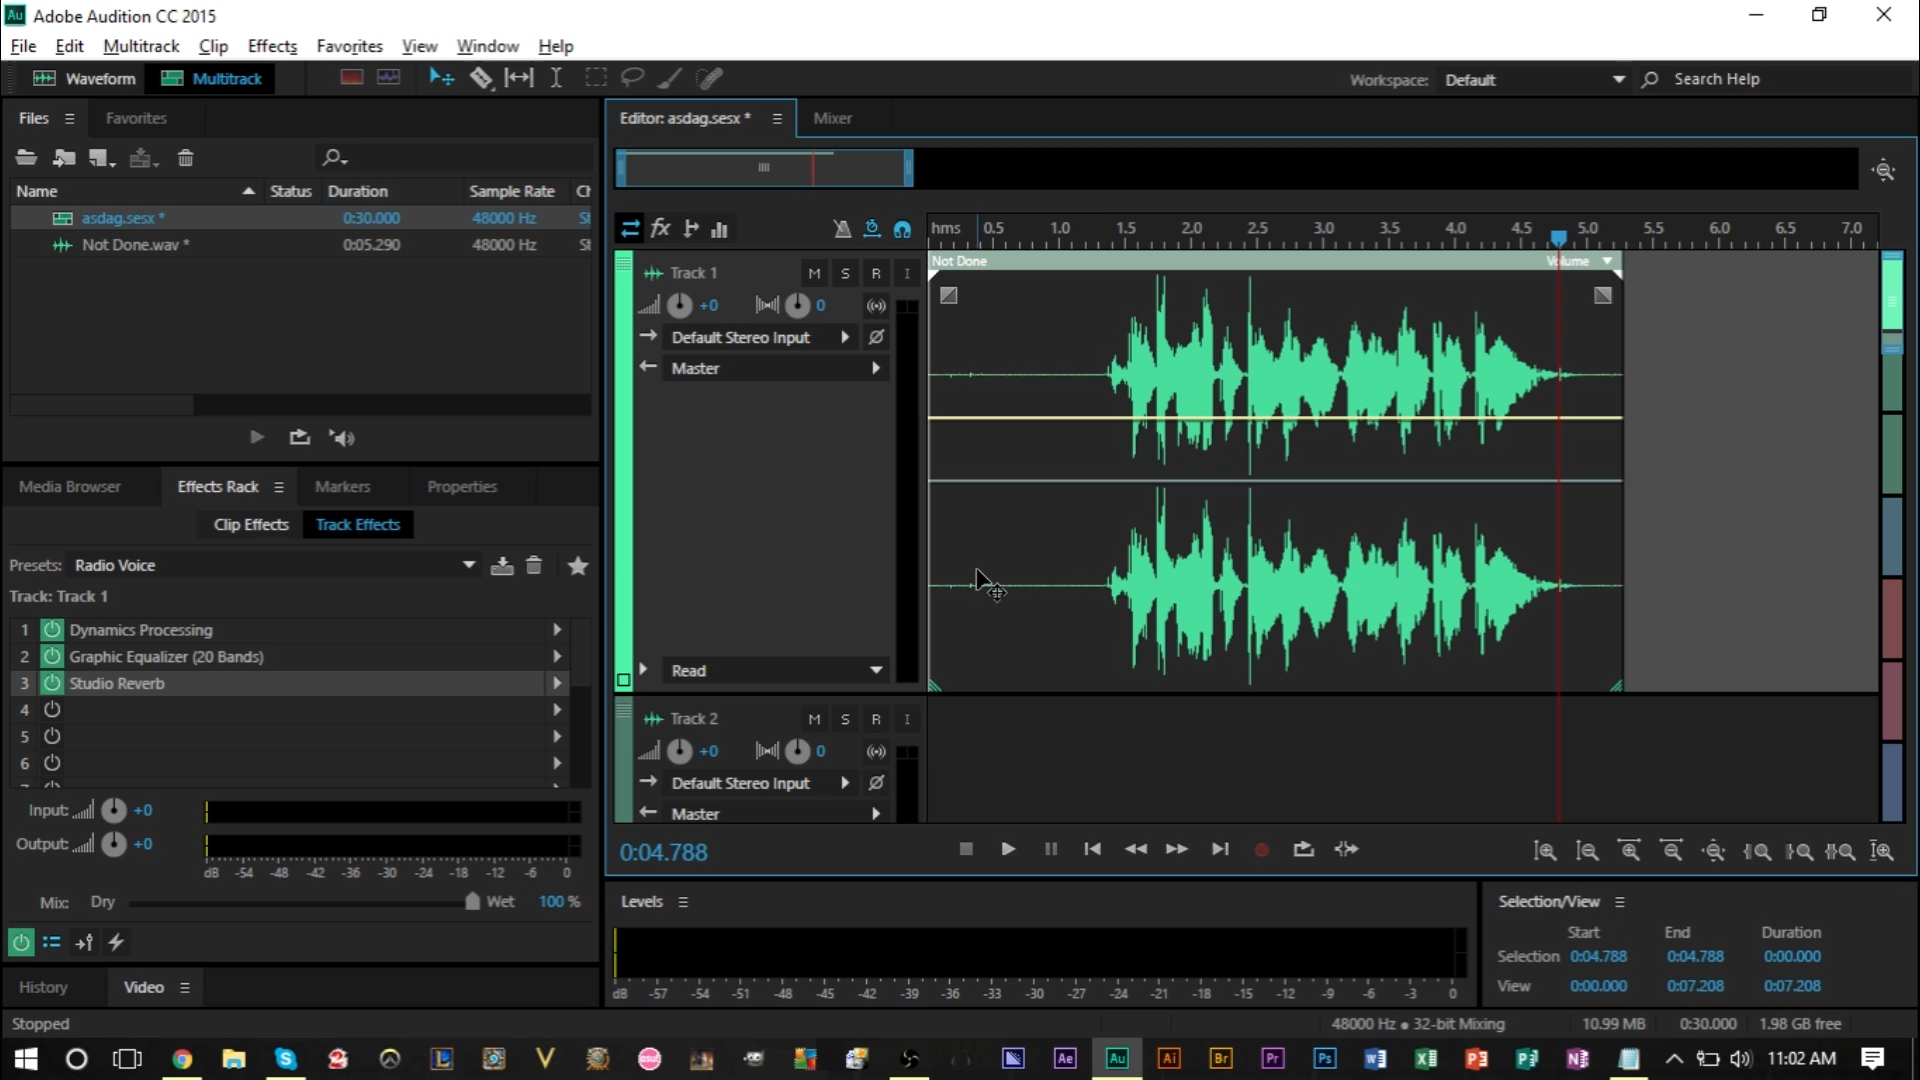 Au Adobe Audition CC 2015
File Edit Multitrack Clip Effects Favorites View Window Help
Waveform Multitrack Workspace: Default Search Help
Files Favorites
Name Status Duration Sample Rate
asdag.sesx * 0:30.000 48000 Hz
Not Done.wav * 0:05.290 48000 Hz
Media Browser Effects Rack Markers Properties
Clip Effects Track Effects
Presets: Radio Voice
Track: Track 1
1 Dynamics Processing
2 Graphic Equalizer (20 Bands)
3 Studio Reverb
4
5
6
Input: +0
Output: +0
dB -54 -48 -42 -36 -30 -24 -18 -12 -6 0
Mix: Dry Wet 100 %
History Video
Stopped
Editor: asdag.sesx * Mixer
fx hms 0.5 1.0 1.5 2.0 2.5 3.0 3.5 4.0 4.5 5.0 5.5 6.0 6.5 7.0
Not Done Volume
Track 1 M S R I
+0 0
Default Stereo Input
Master
Read
Track 2 M S R I
+0 0
Default Stereo Input
Master
0:04.788
Levels
dB -57 -54 -51 -48 -45 -42 -39 -36 -33 -30 -27 -24 -21 -18 -15 -12 -9 -6 -3 0
Selection/View
Start End Duration
Selection 0:04.788 0:04.788 0:00.000
View 0:00.000 0:07.208 0:07.208
48000 Hz ● 32-bit Mixing 10.99 MB 0:30.000 1.98 GB free
osu! Ae Au Ai Br Pr Ps 11:02 AM